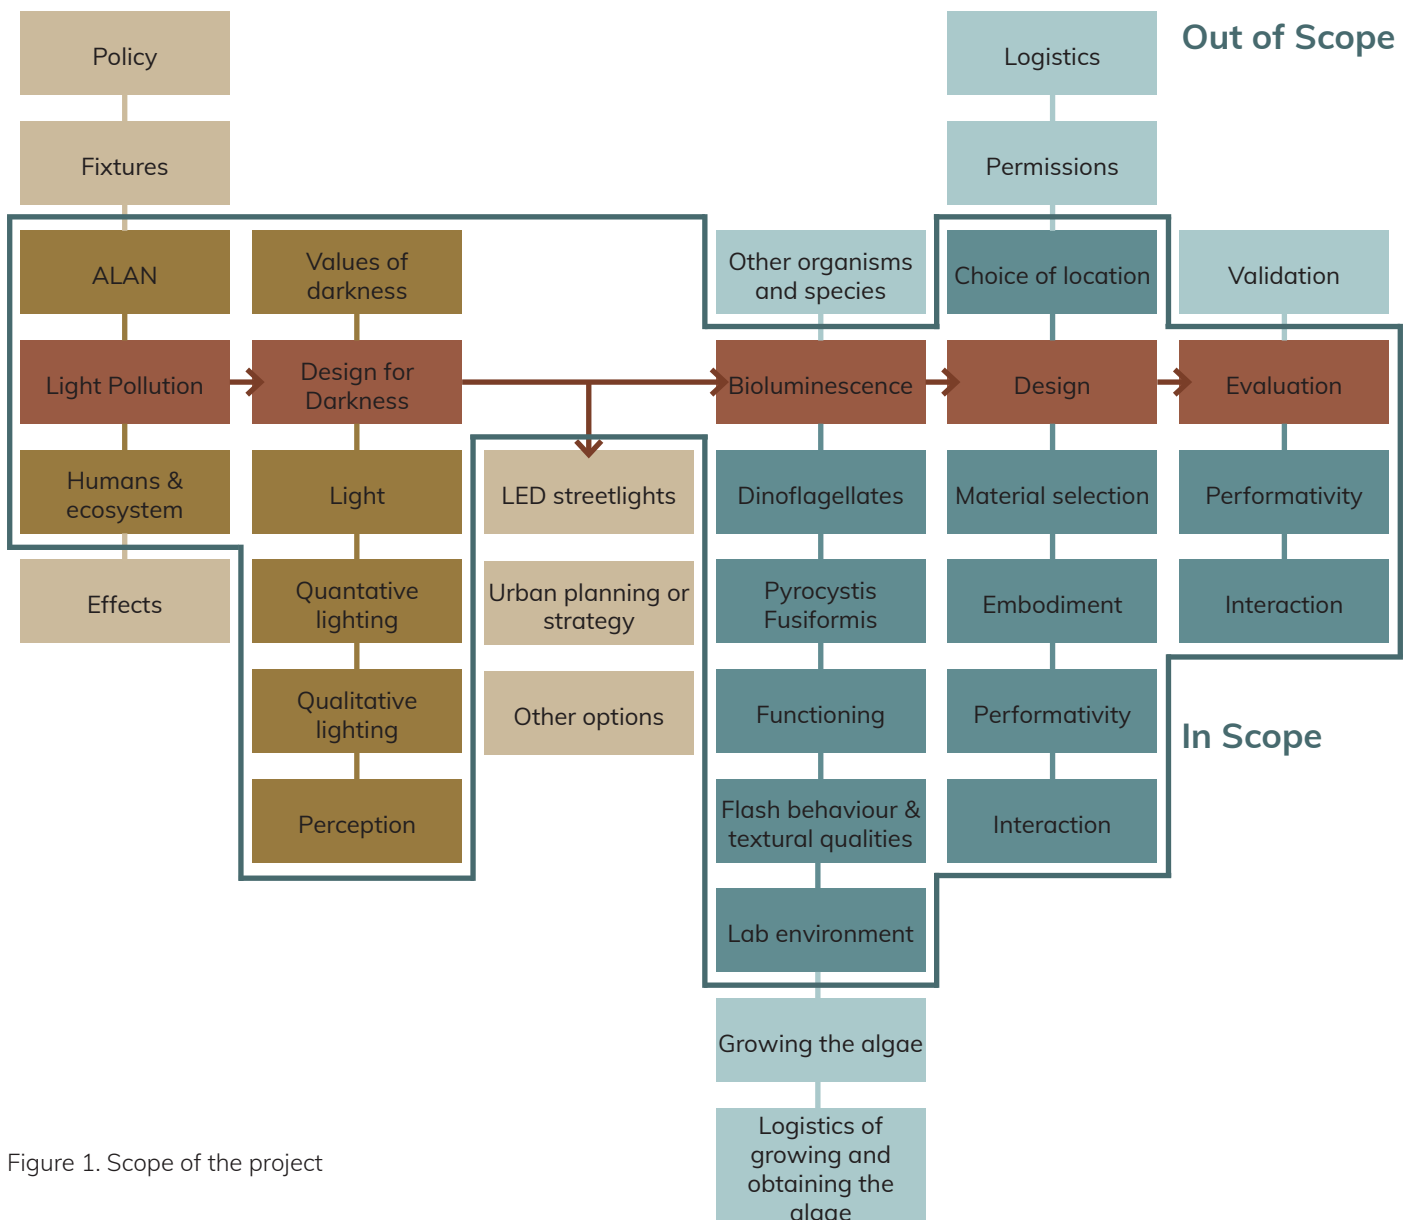 Out of Scope
Policy
Logistics
Fixtures
Permissions
ALAN
Values of
darkness
Other organisms
and species
Choice of location
Validation
Light Pollution
Design for
Darkness
Bioluminescence
Design
Evaluation
Humans &
ecosystem
Light
LED streetlights
Dinoflagellates
Material selection
Performativity
Effects
Quantative
lighting
Urban planning or
strategy
Pyrocystis
Fusiformis
Embodiment
Interaction
Qualitative
lighting
Other options
Functioning
Performativity
In Scope
Perception
Flash behaviour &
textural qualities
Interaction
Lab environment
Growing the algae
Logistics of
growing and
obtaining the
algae
Figure 1. Scope of the project